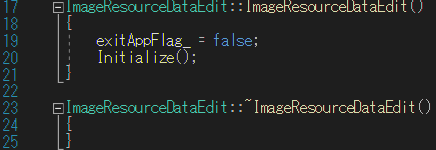 17 ImageResourceDataEdit::ImageResourceDataEdit()
18 {
19 exitAppFlag_ = false;
20 Initialize();
21 }
22
23 ImageResourceDataEdit::~ImageResourceDataEdit()
24 {
25 }